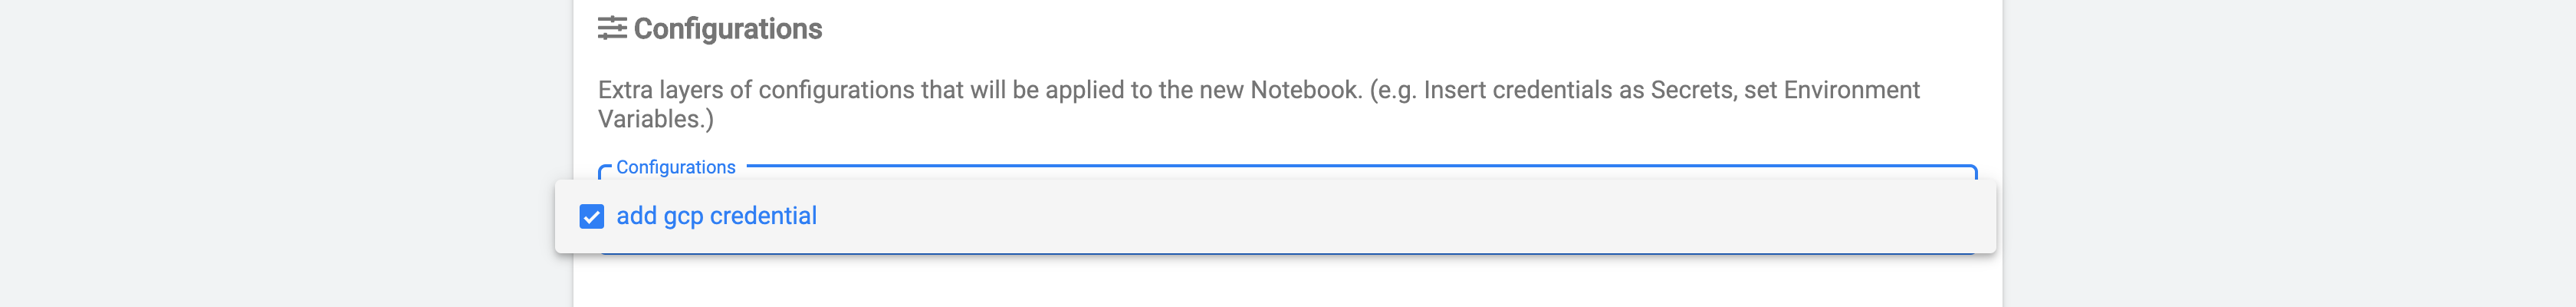 Configurations
Extra layers of configurations that will be applied to the new Notebook. (e.g. Insert credentials as Secrets, set Environment
Variables.)
Configurations
add gcp credential